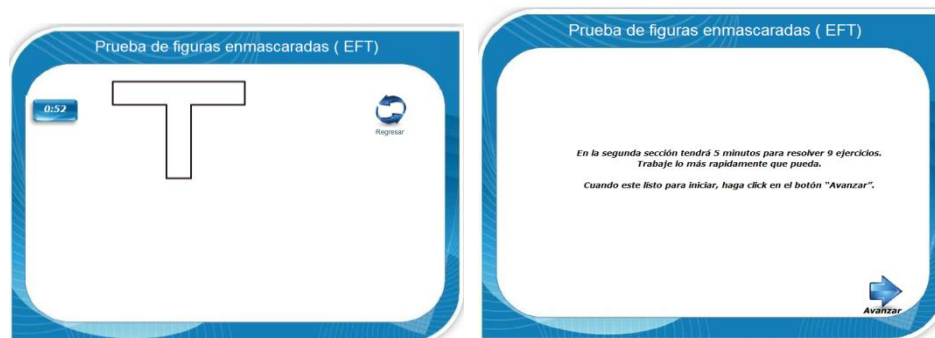 Prueba de figuras enmascaradas ( EFT)
0:52
Regresar
Prueba de figuras enmascaradas ( EFT)
En la segunda sección tendrá 5 minutos para resolver 9 ejercicios.
Trabaje lo más rapidamente que pueda.
Cuando este listo para iniciar, haga click en el botón "Avanzar".
Avanzar